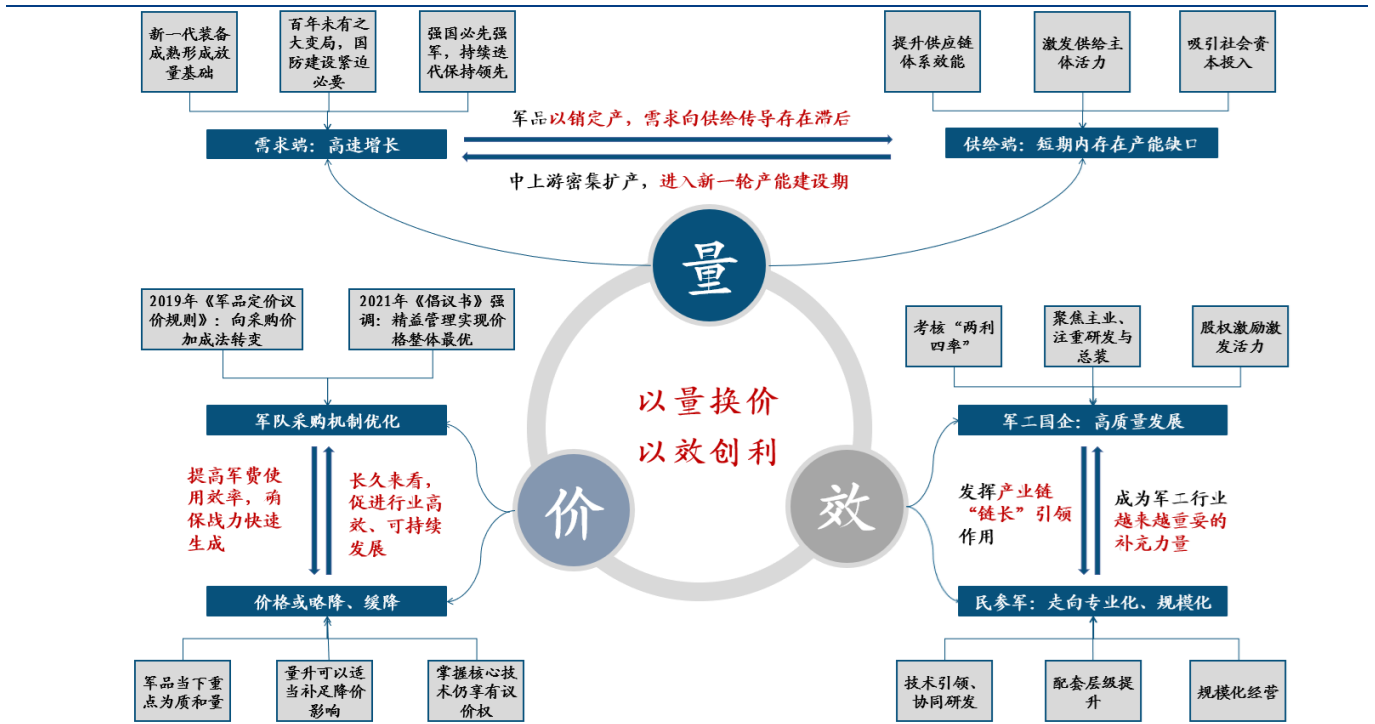 新一代装备
成熟形成放
量基础
百年未有之
大变局，国
防建设紧迫
必要
强国必先强
军，持续迭
代保持领先
提升供应链
体系效能
激发供给主
体活力
吸引社会资
本投入
需求端：高速增长
军品以销定产，需求向供给传导存在滞后
供给端：短期内存在产能缺口
中上游密集扩产，进入新一轮产能建设期
量
2019年《军品定价议
价规则》：向采购价
加成法转变
2021年《倡议书》强
调：精益管理实现价
格整体最优
考核“两利
四率”
聚焦主业、
注重研发与
总装
股权激励激
发活力
以量换价
以效创利
军队采购机制优化
军二国企：高质量发展
提高军费使
用效率，确
保战力快速
生成
长久来看，
促进行业高
效、可持续
发展
价
效
发挥产业链
“链长”引领
作用
成为军工行业
越来越重要的
补充力量
价格或略降、缓降
民参军：走向专业化、规模化
军品当下重
点为质和量
量升可以适
当补足降价
影响
掌握核心技
术仍享有议
价权
技术引领、
协同研发
配套层级提
升
规模化经营